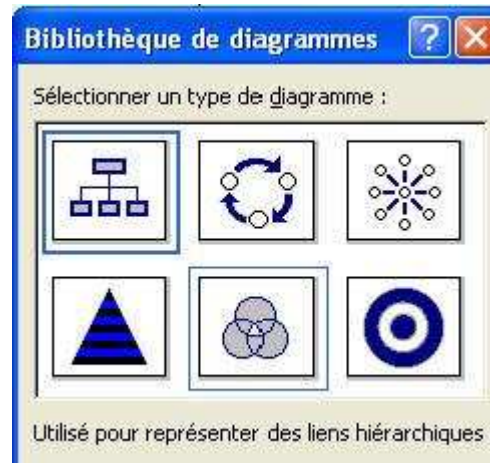 Bibliothèque de diagrammes
Sélectionner un type de diagramme :
Utilisé pour représenter des liens hiérarchiques